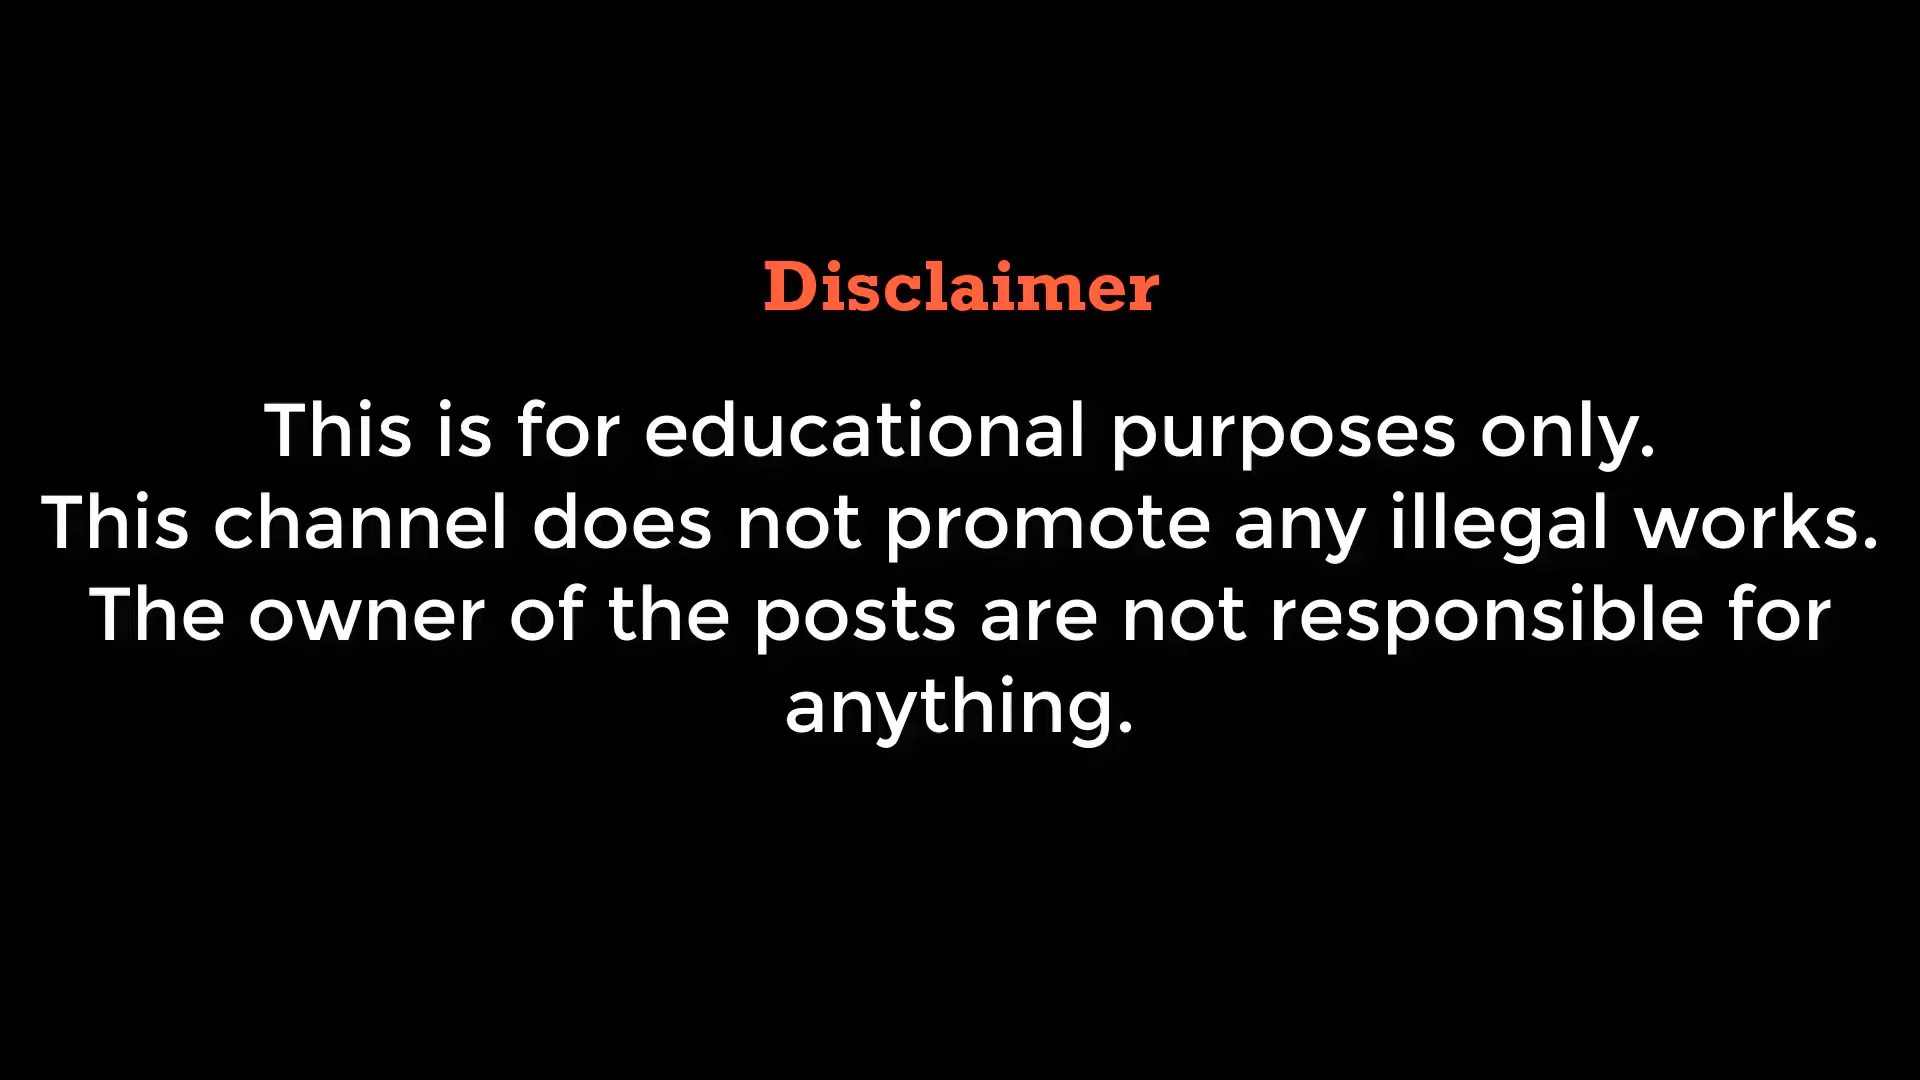 Disclaimer
This is for educational purposes only.
This channel does not promote any illegal works.
The owner of the posts are not responsible for
anything.